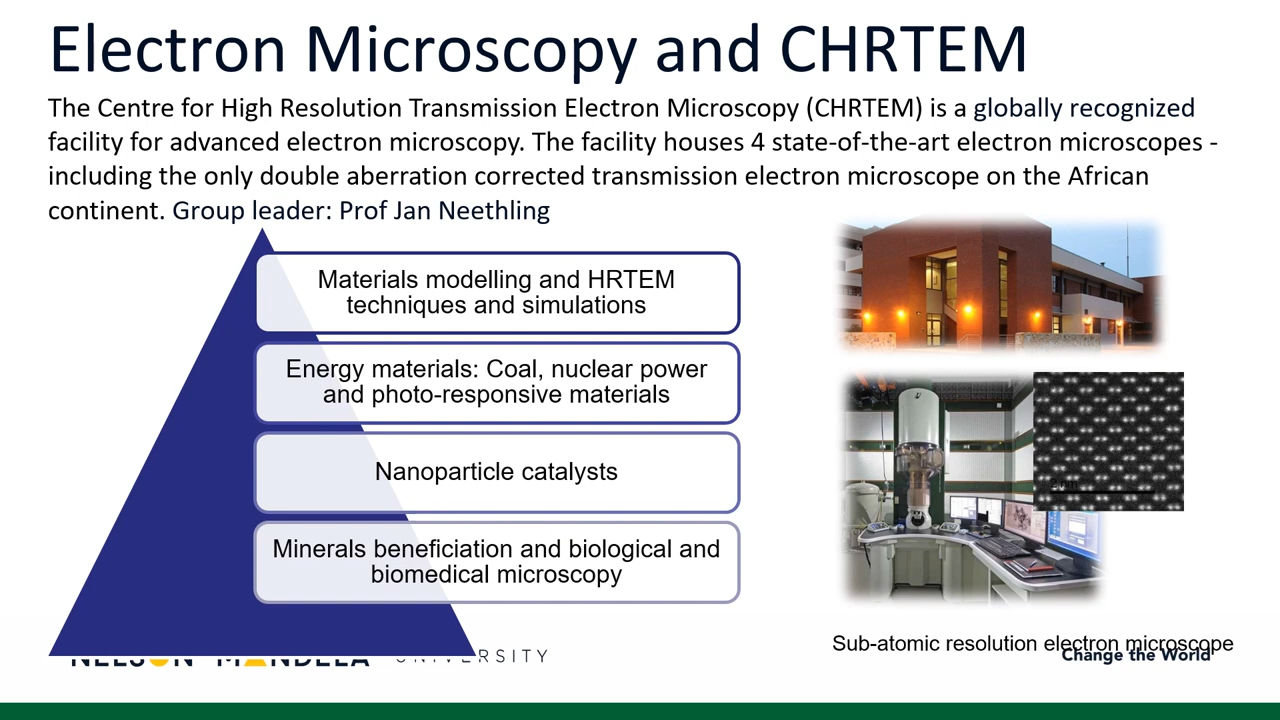 Electron Microscopy and CHRTEM
The Centre for High Resolution Transmission Electron Microscopy (CHRTEM) is a globally recognized
facility for advanced electron microscopy. The facility houses 4 state-of-the-art electron microscopes -
including the only double aberration corrected transmission electron microscope on the African
continent. Group leader: Prof Jan Neethling
Materials modelling and HRTEM
techniques and simulations
Energy materials: Coal, nuclear power
and photo-responsive materials
Nanoparticle catalysts
Minerals beneficiation and biological and
biomedical microscopy
2 nm
Sub-atomic resolution electron microscope
NELSON MANDELA UNIVERSITY
Change the World